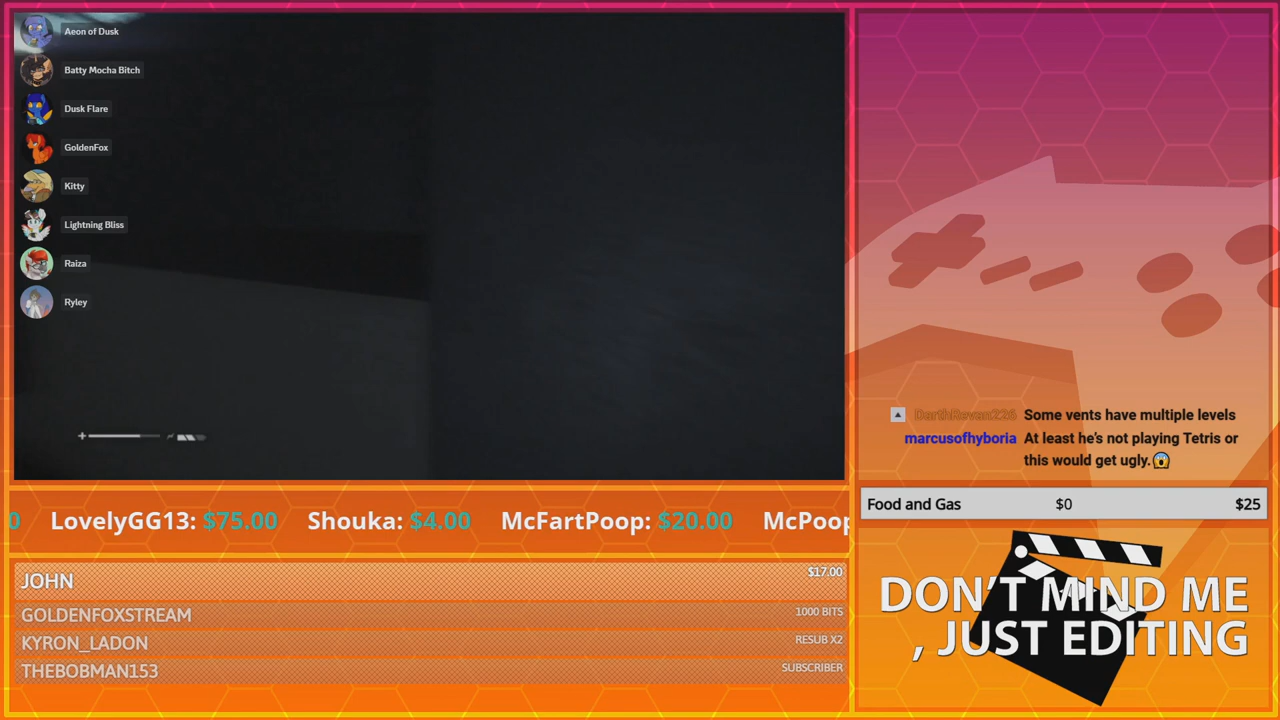 Aeon of Dusk
Batty Mocha Bitch
Dusk Flare
GoldenFox
Kitty
Lightning Bliss
Raiza
Ryley
DarthRevan226 Some vents have multiple levels
marcusofhyboria At least he's not playing Tetris or
this would get ugly.😱
Food and Gas $0 $25
0 LovelyGG13: $75.00 Shouka: $4.00 McFartPoop: $20.00 McPoop
JOHN $17.00
GOLDENFOXSTREAM 1000 BITS
KYRON_LADON RESUB X2
THEBOBMAN153 SUBSCRIBER
DON'T MIND ME
, JUST EDITING